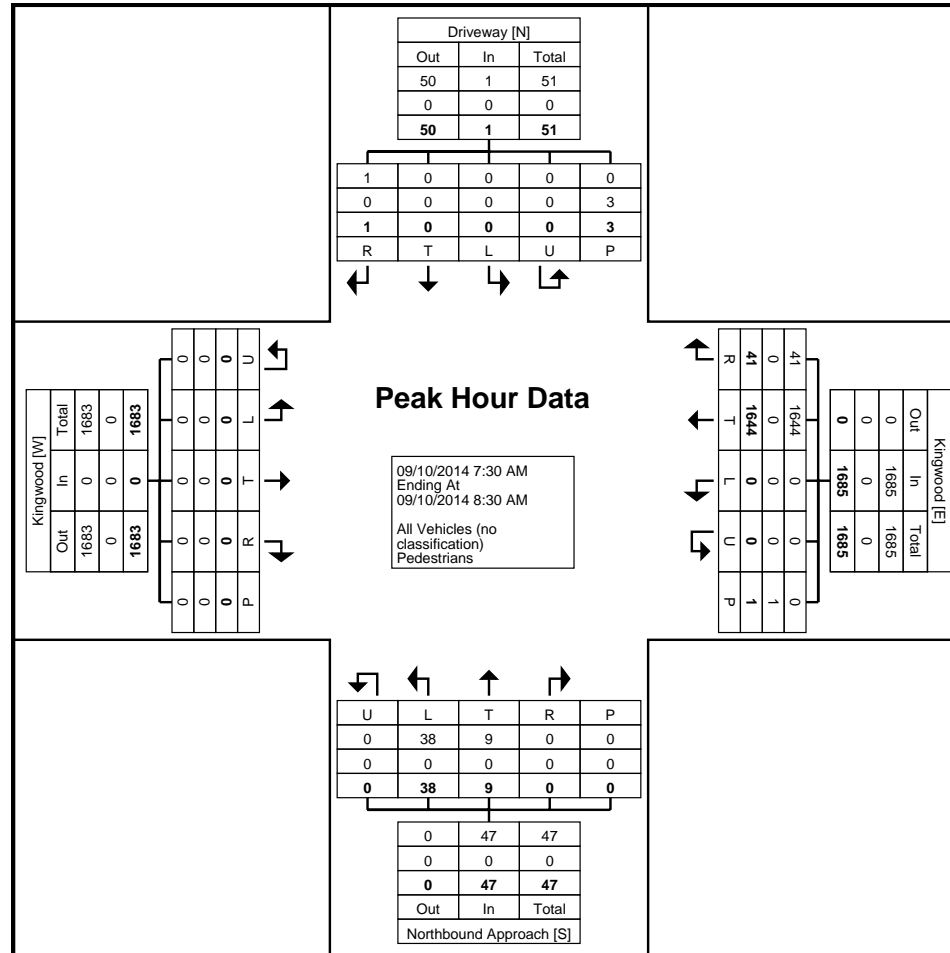 Driveway [N]
Out In Total
50 1 51
0 0 0
50 1 51
1 0 0 0 0
0 0 0 0 3
1 0 0 0 3
R T L U P
Kingwood [W]
Total In Out
1683 0 1683
0 0 0
1683 0 1683
0 0 0 0 0
0 0 0 0 0
0 0 0 0 0
U L T R P
Peak Hour Data
09/10/2014 7:30 AM
Ending At
09/10/2014 8:30 AM
All Vehicles (no
classification)
Pedestrians
R T L U P
41 1644 0 0 1
0 0 0 0 1
41 1644 0 0 0
0 1685 1685
0 0 0
0 1685 1685
Out In Total
Kingwood [E]
U L T R P
0 38 9 0 0
0 0 0 0 0
0 38 9 0 0
0 47 47
0 0 0
0 47 47
Out In Total
Northbound Approach [S]